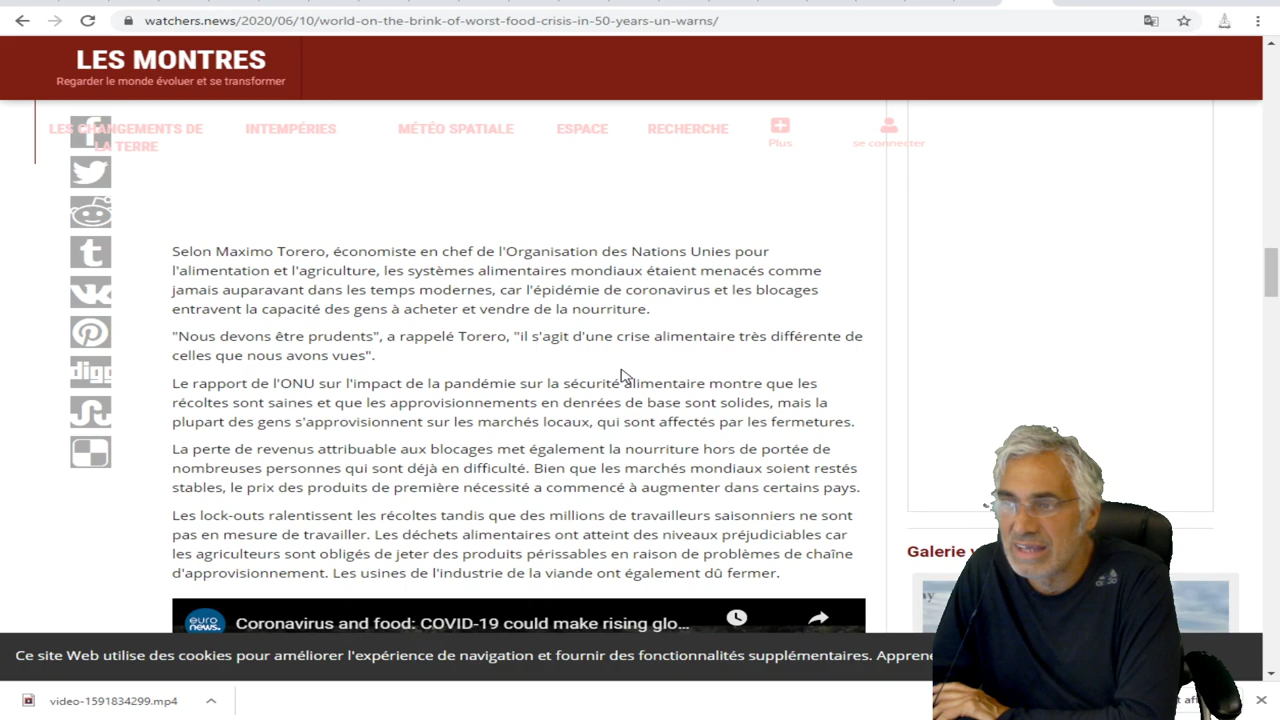 watchers.news/2020/06/10/world-on-the-brink-of-worst-food-crisis-in-50-years-un-warns/
LES MONTRES
Regarder le monde évoluer et se transformer
LES CHANGEMENTS DE LA TERRE
INTEMPÉRIES
MÉTÉO SPATIALE
ESPACE
RECHERCHE
Plus
se connecter
Selon Maximo Torero, économiste en chef de l'Organisation des Nations Unies pour
l'alimentation et l'agriculture, les systèmes alimentaires mondiaux étaient menacés comme
jamais auparavant dans les temps modernes, car l'épidémie de coronavirus et les blocages
entravent la capacité des gens à acheter et vendre de la nourriture.
"Nous devons être prudents", a rappelé Torero, "il s'agit d'une crise alimentaire très différente de
celles que nous avons vues".
Le rapport de l'ONU sur l'impact de la pandémie sur la sécurité alimentaire montre que les
récoltes sont saines et que les approvisionnements en denrées de base sont solides, mais la
plupart des gens s'approvisionnent sur les marchés locaux, qui sont affectés par les fermetures.
La perte de revenus attribuable aux blocages met également la nourriture hors de portée de
nombreuses personnes qui sont déjà en difficulté. Bien que les marchés mondiaux soient restés
stables, le prix des produits de première nécessité a commencé à augmenter dans certains pays.
Les lock-outs ralentissent les récoltes tandis que des millions de travailleurs saisonniers ne sont
pas en mesure de travailler. Les déchets alimentaires ont atteint des niveaux préjudiciables car
les agriculteurs sont obligés de jeter des produits périssables en raison de problèmes de chaîne
d'approvisionnement. Les usines de l'industrie de la viande ont également dû fermer.
digg
Galerie
euro
news.
Coronavirus and food: COVID-19 could make rising glo...
Ce site Web utilise des cookies pour améliorer l'expérience de navigation et fournir des fonctionnalités supplémentaires.
video-1591834299.mp4
adidas